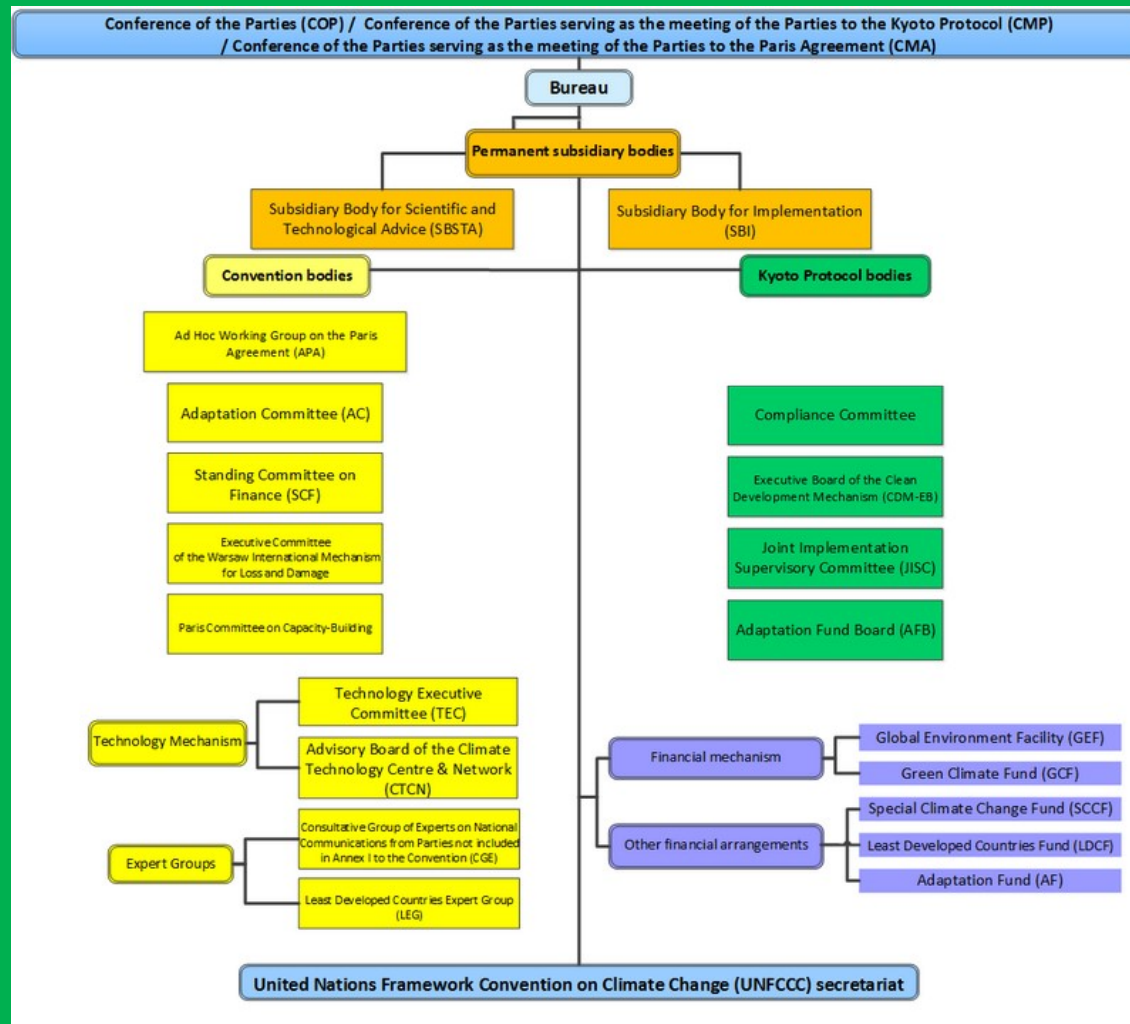 Conference of the Parties (COP) / Conference of the Parties serving as the meeting of the Parties to the Kyoto Protocol (CMP)
/ Conference of the Parties serving as the meeting of the Parties to the Paris Agreement (CMA)
Bureau
Permanent subsidiary bodies
Subsidiary Body for Scientific and
Technological Advice (SBSTA)
Subsidiary Body for Implementation
(SBI)
Convention bodies
Kyoto Protocol bodies
Ad Hoc Working Group on the Paris
Agreement (APA)
Adaptation Committee (AC)
Standing Committee on
Finance (SCF)
Executive Committee
of the Warsaw International Mechanism
for Loss and Damage
Paris Committee on Capacity-Building
Compliance Committee
Executive Board of the Clean
Development Mechanism (CDM-EB)
Joint Implementation
Supervisory Committee (JISC)
Adaptation Fund Board (AFB)
Technology Mechanism
Technology Executive
Committee (TEC)
Advisory Board of the Climate
Technology Centre & Network
(CTCN)
Expert Groups
Consultative Group of Experts on National
Communications from Parties not included
in Annex I to the Convention (CGE)
Least Developed Countries Expert Group
(LEG)
Financial mechanism
Global Environment Facility (GEF)
Green Climate Fund (GCF)
Other financial arrangements
Special Climate Change Fund (SCCF)
Least Developed Countries Fund (LDCF)
Adaptation Fund (AF)
United Nations Framework Convention on Climate Change (UNFCCC) secretariat